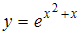 y = e^{x^2 + x}